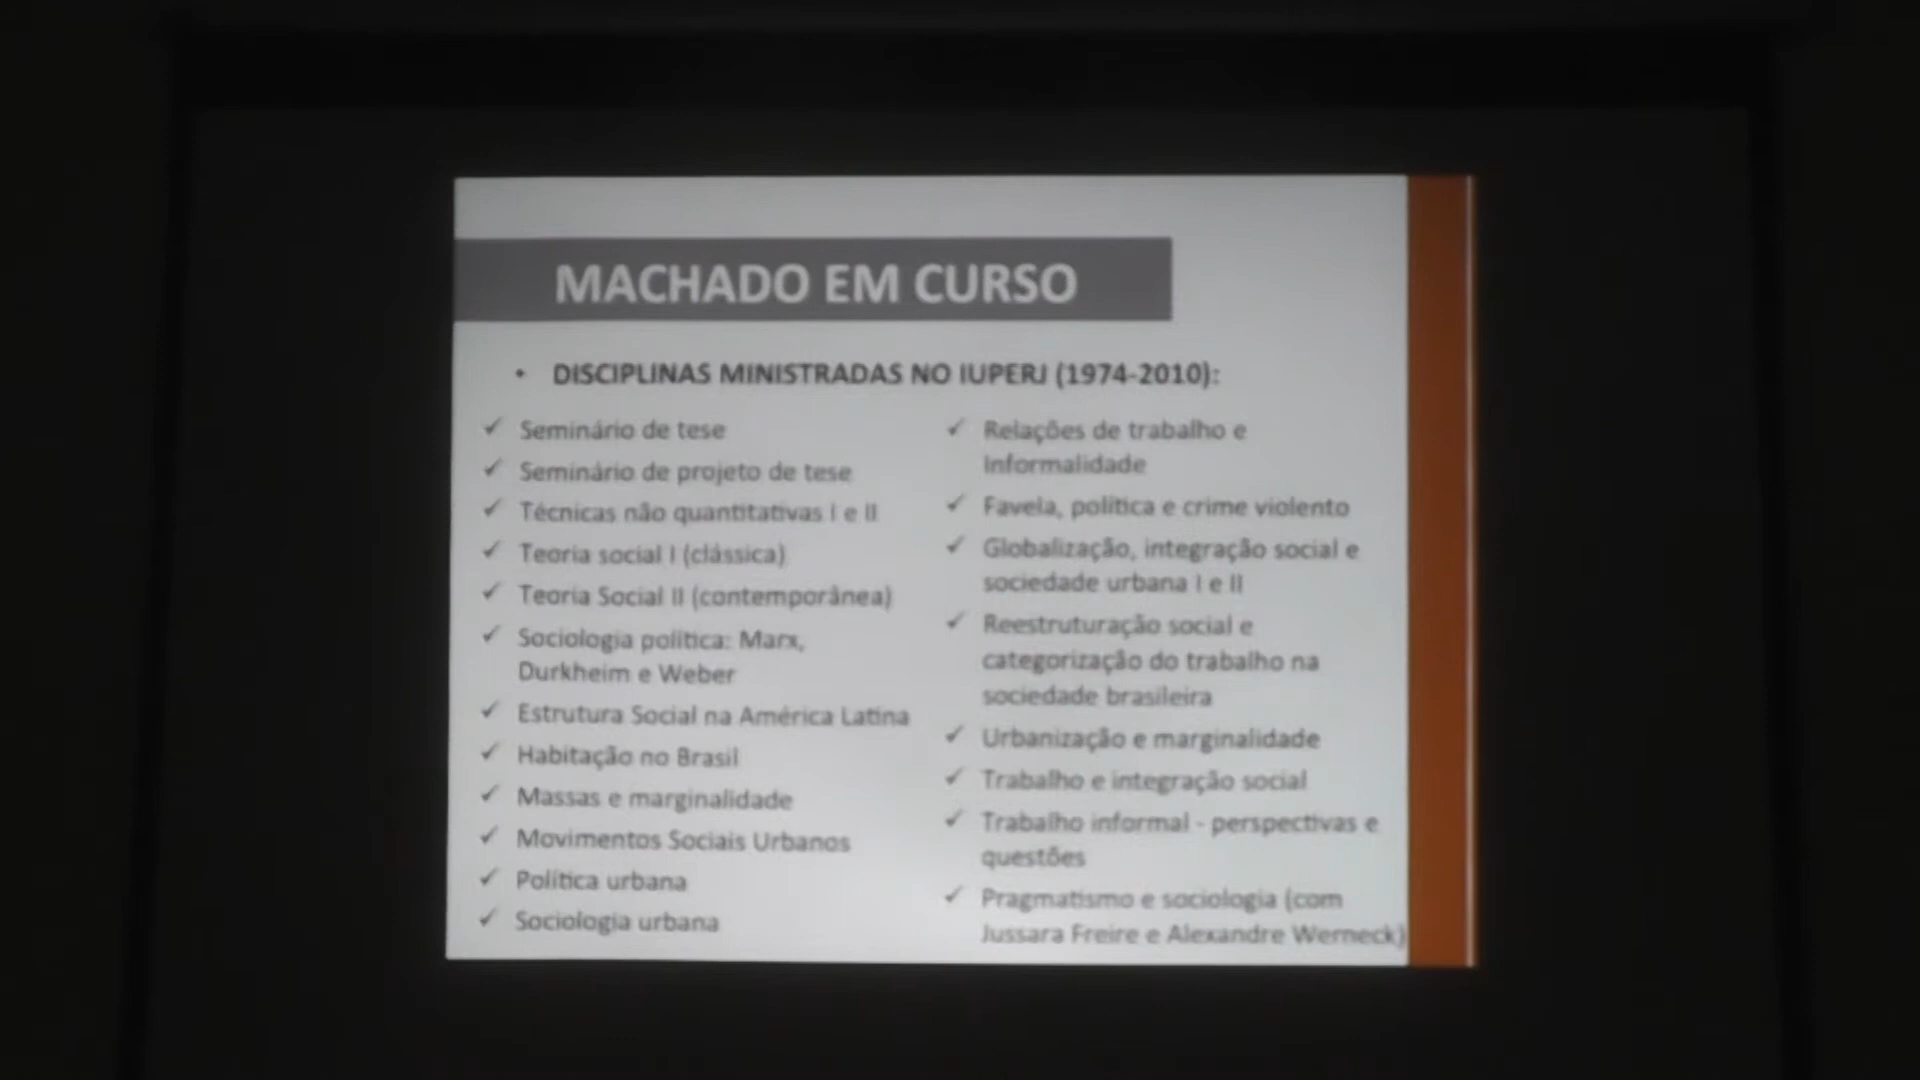 MACHADO EM CURSO
• DISCIPLINAS MINISTRADAS NO IUPERJ (1974-2010):
✓ Seminário de tese
✓ Seminário de projeto de tese
✓ Técnicas não quantitativas I e II
✓ Teoria social I (clássica)
✓ Teoria Social II (contemporânea)
✓ Sociologia política: Marx,
Durkheim e Weber
✓ Estrutura Social na América Latina
✓ Habitação no Brasil
✓ Massas e marginalidade
✓ Movimentos Sociais Urbanos
✓ Política urbana
✓ Sociologia urbana
✓ Relações de trabalho e
Informalidade
✓ Favela, política e crime violento
✓ Globalização, integração social e
sociedade urbana I e II
✓ Reestruturação social e
categorização do trabalho na
sociedade brasileira
✓ Urbanização e marginalidade
✓ Trabalho e integração social
✓ Trabalho informal - perspectivas e
questões
✓ Pragmatismo e sociologia (com
Jussara Freire e Alexandre Werneck)